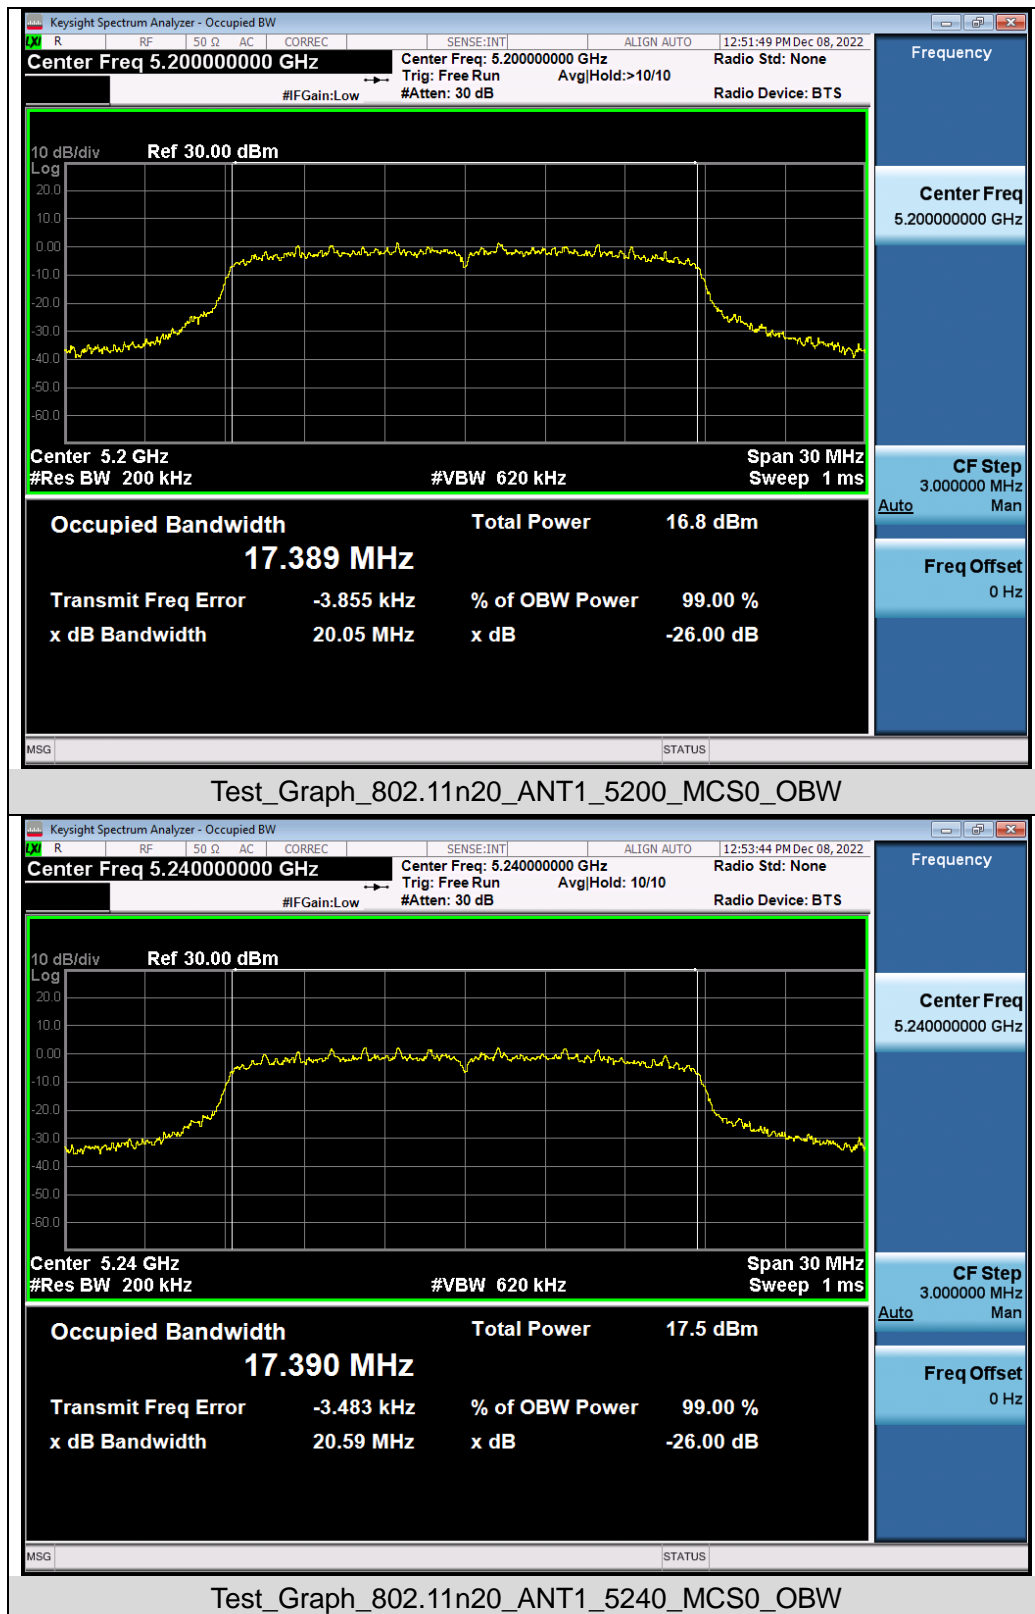 Keysight Spectrum Analyzer - Occupied BW
LXI R RF 50 Ω AC CORREC SENSE:INT ALIGN AUTO 12:51:49 PM Dec 08, 2022
Center Freq 5.200000000 GHz
Center Freq: 5.200000000 GHz Radio Std: None
Trig: Free Run Avg|Hold:>10/10
#IFGain:Low #Atten: 30 dB Radio Device: BTS
Frequency
10 dB/div Ref 30.00 dBm
Log
20.0
10.0
0.00
-10.0
-20.0
-30.0
-40.0
-50.0
-60.0
Center 5.2 GHz Span 30 MHz
#Res BW 200 kHz #VBW 620 kHz Sweep 1 ms
Center Freq
5.200000000 GHz
CF Step
3.000000 MHz
Auto Man
Freq Offset
0 Hz
Occupied Bandwidth Total Power 16.8 dBm
17.389 MHz
Transmit Freq Error -3.855 kHz % of OBW Power 99.00 %
x dB Bandwidth 20.05 MHz x dB -26.00 dB
MSG STATUS
Test_Graph_802.11n20_ANT1_5200_MCS0_OBW
Keysight Spectrum Analyzer - Occupied BW
LXI R RF 50 Ω AC CORREC SENSE:INT ALIGN AUTO 12:53:44 PM Dec 08, 2022
Center Freq 5.240000000 GHz
Center Freq: 5.240000000 GHz Radio Std: None
Trig: Free Run Avg|Hold: 10/10
#IFGain:Low #Atten: 30 dB Radio Device: BTS
Frequency
10 dB/div Ref 30.00 dBm
Log
20.0
10.0
0.00
-10.0
-20.0
-30.0
-40.0
-50.0
-60.0
Center 5.24 GHz Span 30 MHz
#Res BW 200 kHz #VBW 620 kHz Sweep 1 ms
Center Freq
5.240000000 GHz
CF Step
3.000000 MHz
Auto Man
Freq Offset
0 Hz
Occupied Bandwidth Total Power 17.5 dBm
17.390 MHz
Transmit Freq Error -3.483 kHz % of OBW Power 99.00 %
x dB Bandwidth 20.59 MHz x dB -26.00 dB
MSG STATUS
Test_Graph_802.11n20_ANT1_5240_MCS0_OBW